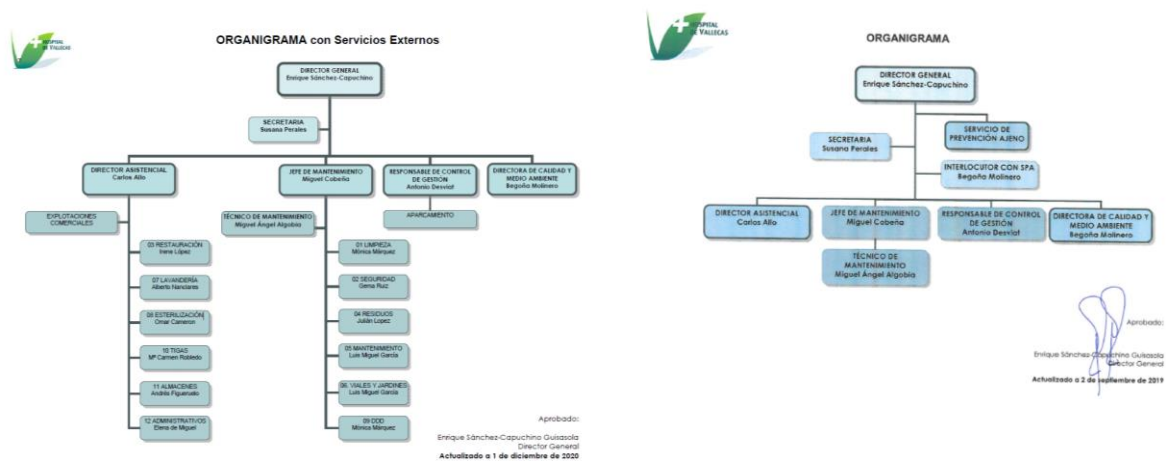 HOSPITAL
DE VALLECAS
ORGANIGRAMA con Servicios Externos
DIRECTOR GENERAL
Enrique Sánchez-Capuchino
SECRETARIA
Susana Perales
DIRECTOR ASISTENCIAL
Carlos Allo
JEFE DE MANTENIMIENTO
Miguel Cobeña
RESPONSABLE DE CONTROL
DE GESTIÓN
Antonio Desviat
DIRECTORA DE CALIDAD Y
MEDIO AMBIENTE
Begoña Molinero
EXPLOTACIONES
COMERCIALES
TÉCNICO DE MANTENIMIENTO
Miguel Ángel Algobia
APARCAMIENTO
03 RESTAURACIÓN
Irene López
07 LAVANDERÍA
Alberto Nanclares
08 ESTERILIZACIÓN
Omar Cameron
10 TIGAS
Mª Carmen Robledo
11 ALMACENES
Andrés Figueruelo
12 ADMINISTRATIVOS
Elena de Miguel
01 LIMPIEZA
Mónica Márquez
02 SEGURIDAD
Gema Ruiz
04 RESIDUOS
Julián Lopez
05 MANTENIMIENTO
Luis Miguel García
06. VIALES Y JARDINES
Luis Miguel García
09 DDD
Mónica Márquez
Aprobado:
Enrique Sánchez-Capuchino Guisasola
Director General
Actualizado a 1 de diciembre de 2020
HOSPITAL
DE VALLECAS
ORGANIGRAMA
DIRECTOR GENERAL
Enrique Sánchez-Capuchino
SERVICIO DE
PREVENCIÓN AJENO
SECRETARIA
Susana Perales
INTERLOCUTOR CON SPA
Begoña Molinero
DIRECTOR ASISTENCIAL
Carlos Allo
JEFE DE MANTENIMIENTO
Miguel Cobeña
RESPONSABLE DE CONTROL
DE GESTIÓN
Antonio Desviat
DIRECTORA DE CALIDAD Y
MEDIO AMBIENTE
Begoña Molinero
TÉCNICO DE
MANTENIMIENTO
Miguel Ángel Algobia
Aprobado:
Enrique Sánchez-Capuchino Guisasola
Director General
Actualizado a 2 de septiembre de 2019